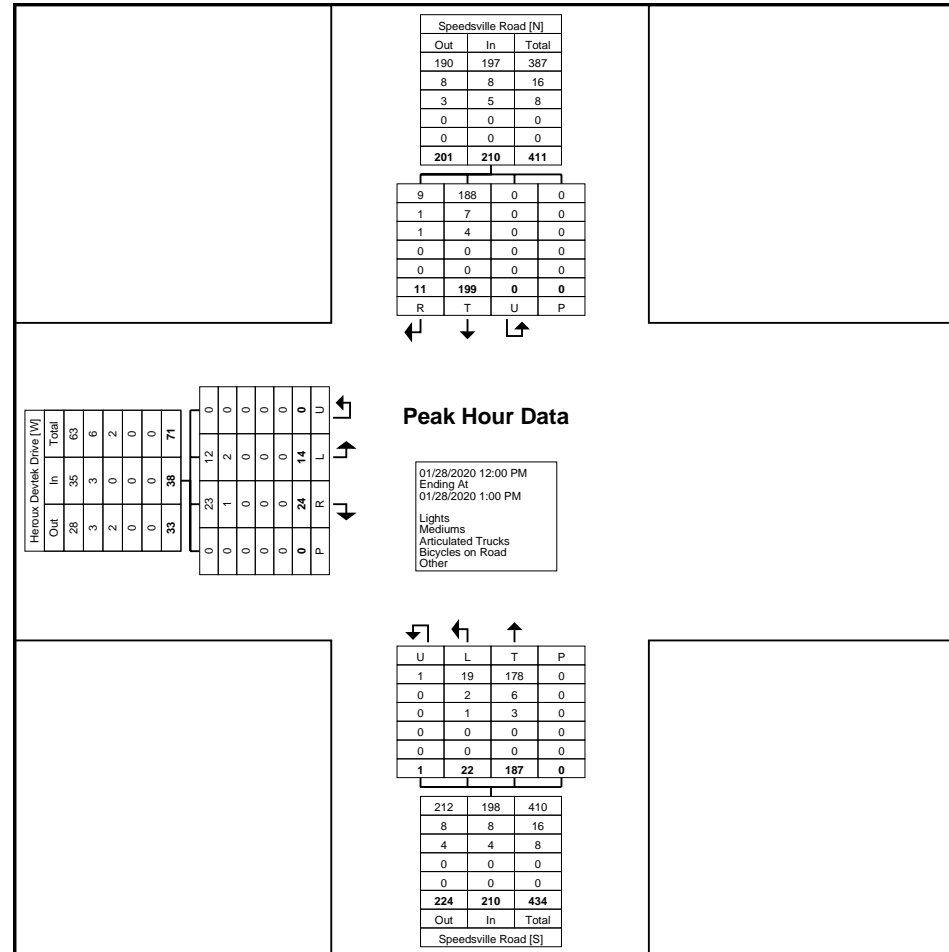 Speedsville Road [N]
Out In Total
190 197 387
8 8 16
3 5 8
0 0 0
0 0 0
201 210 411
9 188 0 0
1 7 0 0
1 4 0 0
0 0 0 0
0 0 0 0
11 199 0 0
R T U P
Heroux Devtek Drive [W]
Out In Total
28 35 63
3 3 6
2 0 2
0 0 0
0 0 0
33 38 71
0 23 12 0
0 1 2 0
0 0 0 0
0 0 0 0
0 0 0 0
0 24 14 0
P R L U
Peak Hour Data
01/28/2020 12:00 PM
Ending At
01/28/2020 1:00 PM
Lights
Mediums
Articulated Trucks
Bicycles on Road
Other
U L T P
1 19 178 0
0 2 6 0
0 1 3 0
0 0 0 0
0 0 0 0
1 22 187 0
212 198 410
8 8 16
4 4 8
0 0 0
0 0 0
224 210 434
Out In Total
Speedsville Road [S]